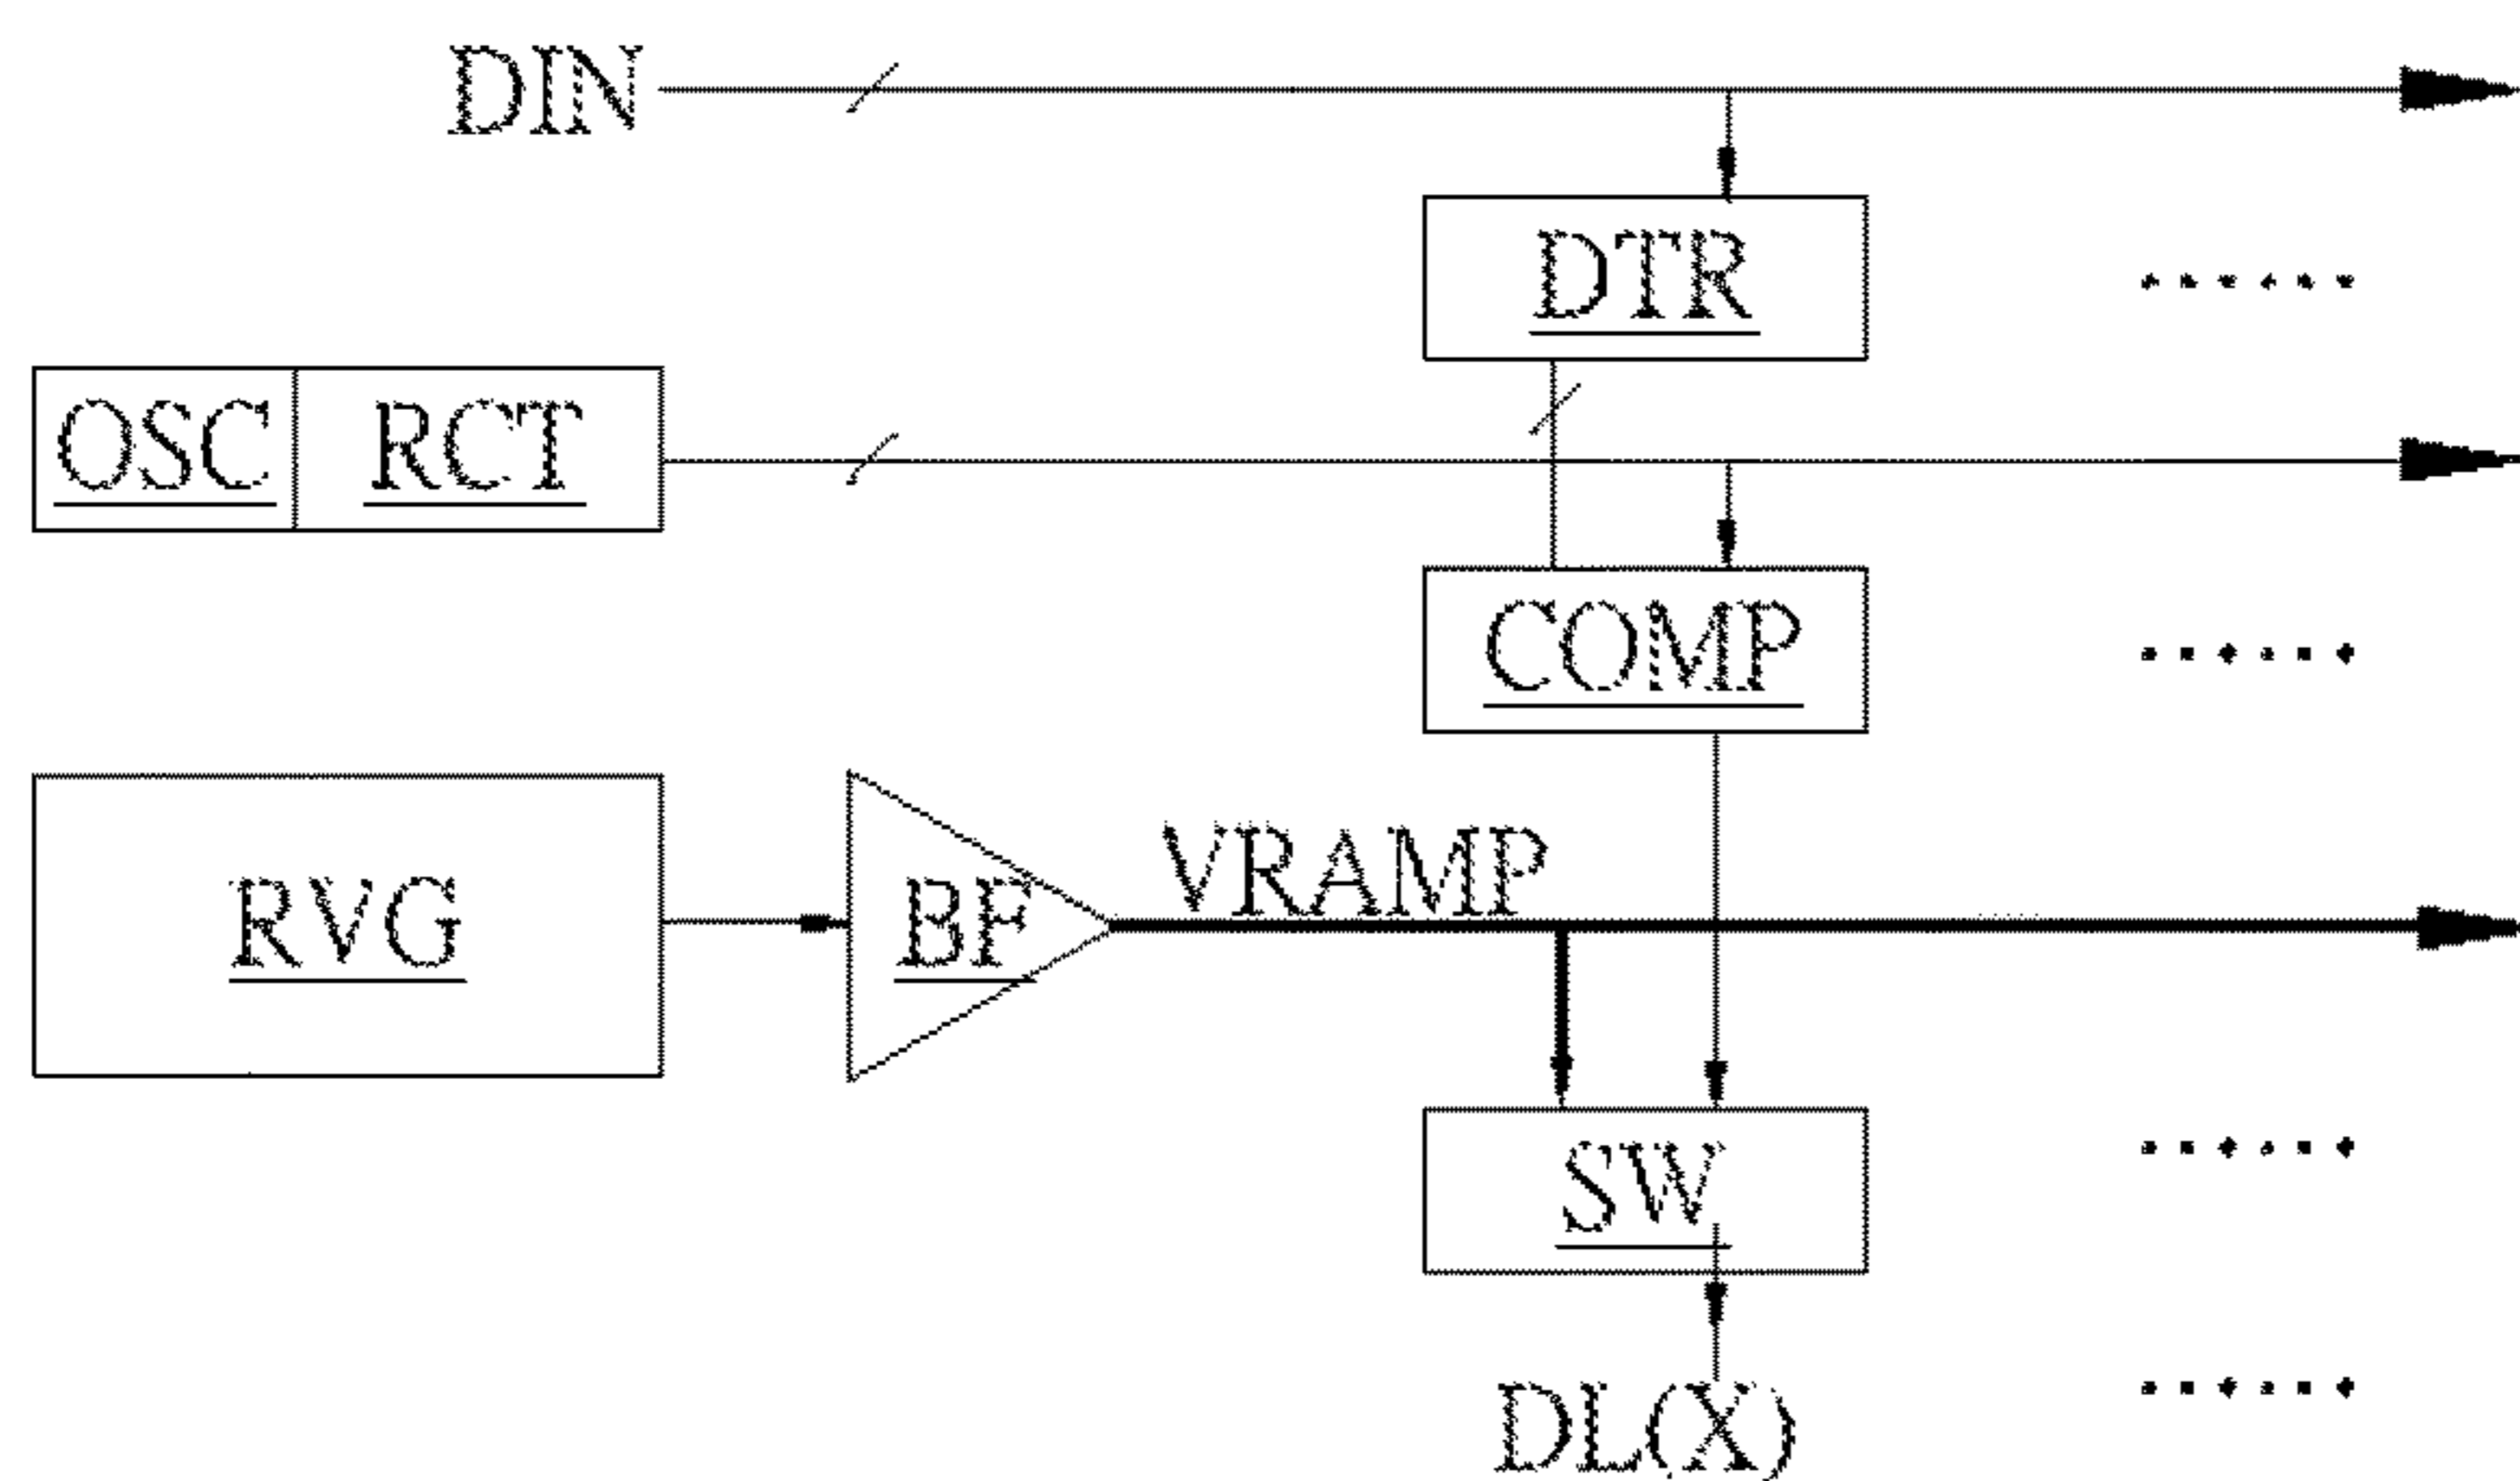 DIN
DTR
OSC RCT
COMP
VRAMP
RVG
BF
SW
DL(X)